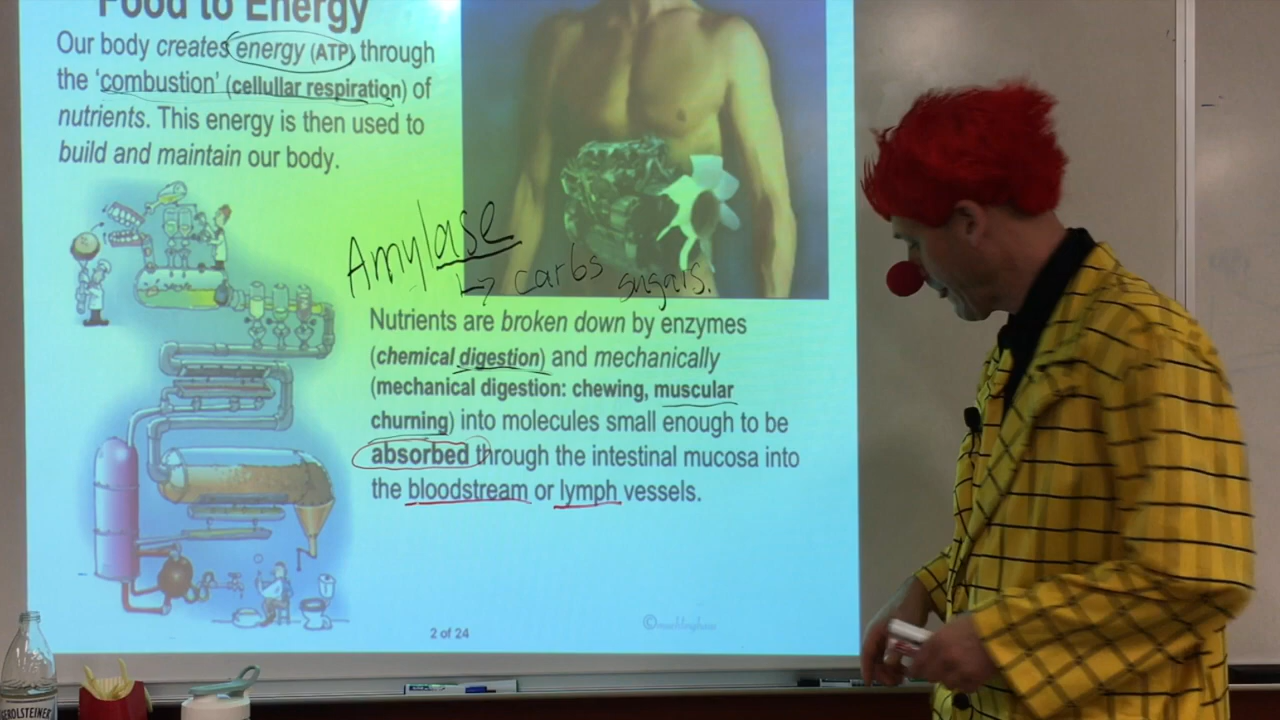 Food to Energy
Our body creates energy (ATP) through
the ‘combustion’ (cellullar respiration) of
nutrients. This energy is then used to
build and maintain our body.
Amylase
↳ carbs sugars.
Nutrients are broken down by enzymes
(chemical digestion) and mechanically
(mechanical digestion: chewing, muscular
churning) into molecules small enough to be
absorbed through the intestinal mucosa into
the bloodstream or lymph vessels.
2 of 24
GEROLSTEINER